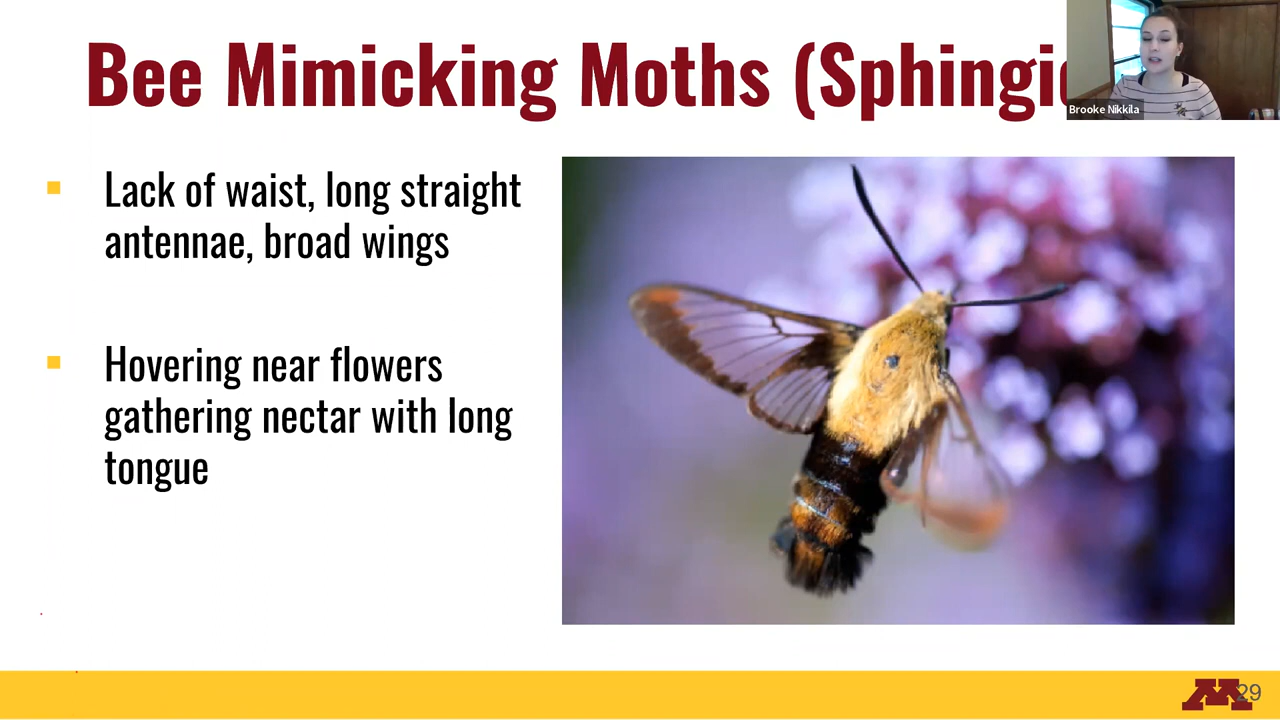 Bee Mimicking Moths (Sphingi
Brooke Nikkila
Lack of waist, long straight
antennae, broad wings
Hovering near flowers
gathering nectar with long
tongue
M
29